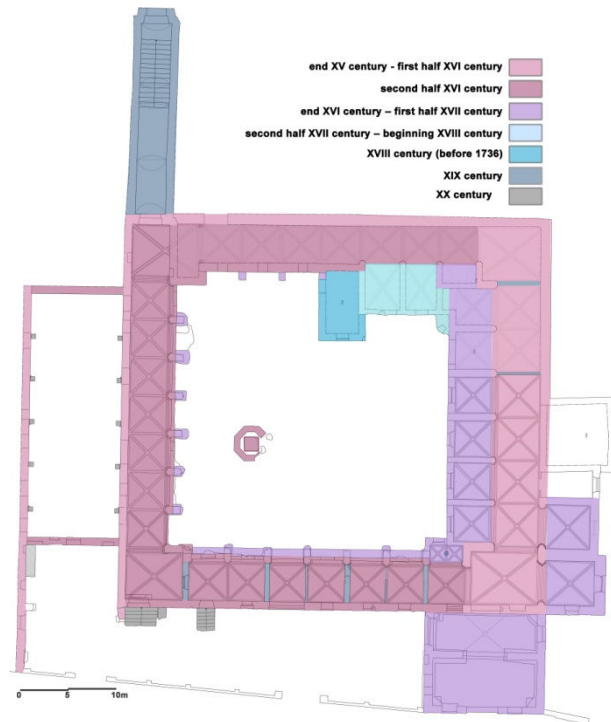 end XV century - first half XVI century
second half XVI century
end XVI century – first half XVII century
second half XVII century – beginning XVIII century
XVIII century (before 1736)
XIX century
XX century
0 5 10m